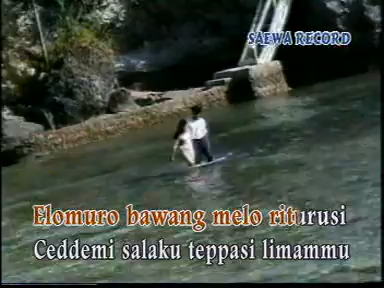 SAEWA RECORD
Elomuro bawang melo riturusi
Ceddemi salaku teppasi limammu